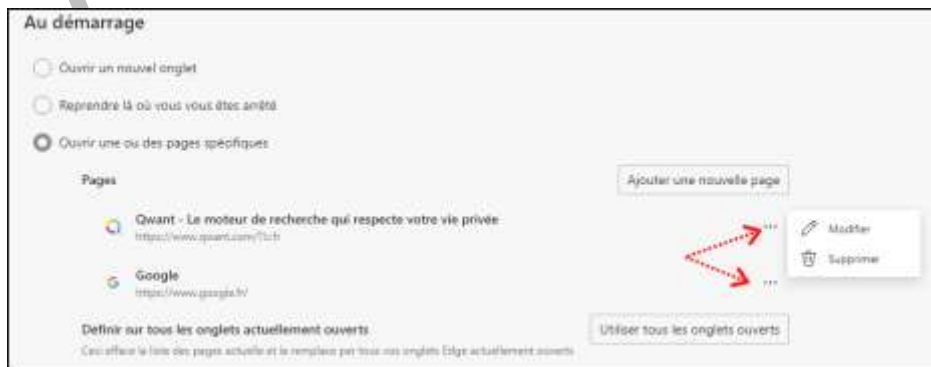 Au démarrage
Ouvrir un nouvel onglet
Reprendre là où vous vous êtes arrêté
Ouvrir une ou des pages spécifiques
Pages
Ajouter une nouvelle page
Qwant - Le moteur de recherche qui respecte votre vie privée
... Modifier
Supprimer
Google
https://www.google.fr/
...
Definir sur tous les onglets actuellement ouverts
Utiliser tous les onglets ouverts
Ceci efface la liste des pages actuelle et la remplace par tous vos onglets Edge actuellement ouverts